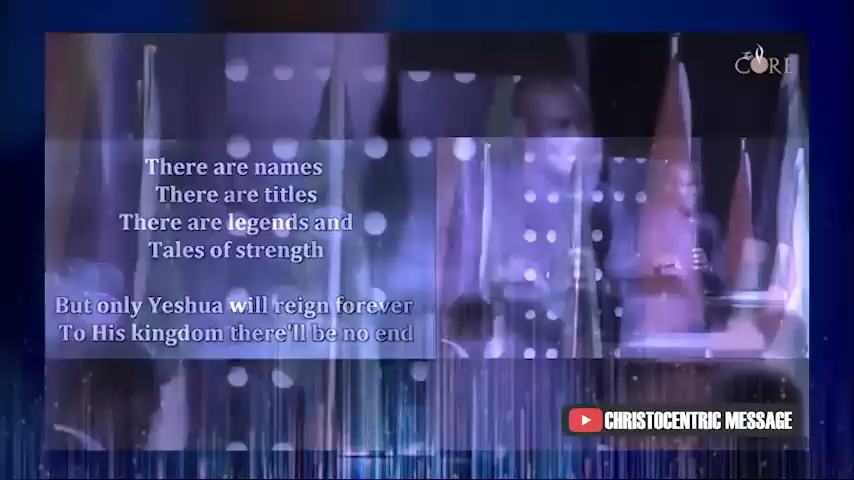 THE CORE
There are names
There are titles
There are legends and
Tales of strength
But only Yeshua will reign forever
To His kingdom there'll be no end
CHRISTOCENTRIC MESSAGE